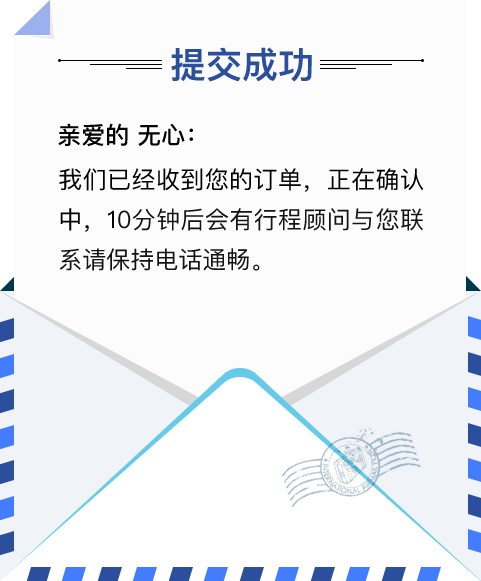 提交成功
亲爱的 无心：
我们已经收到您的订单，正在确认
中，10分钟后会有行程顾问与您联
系请保持电话通畅。